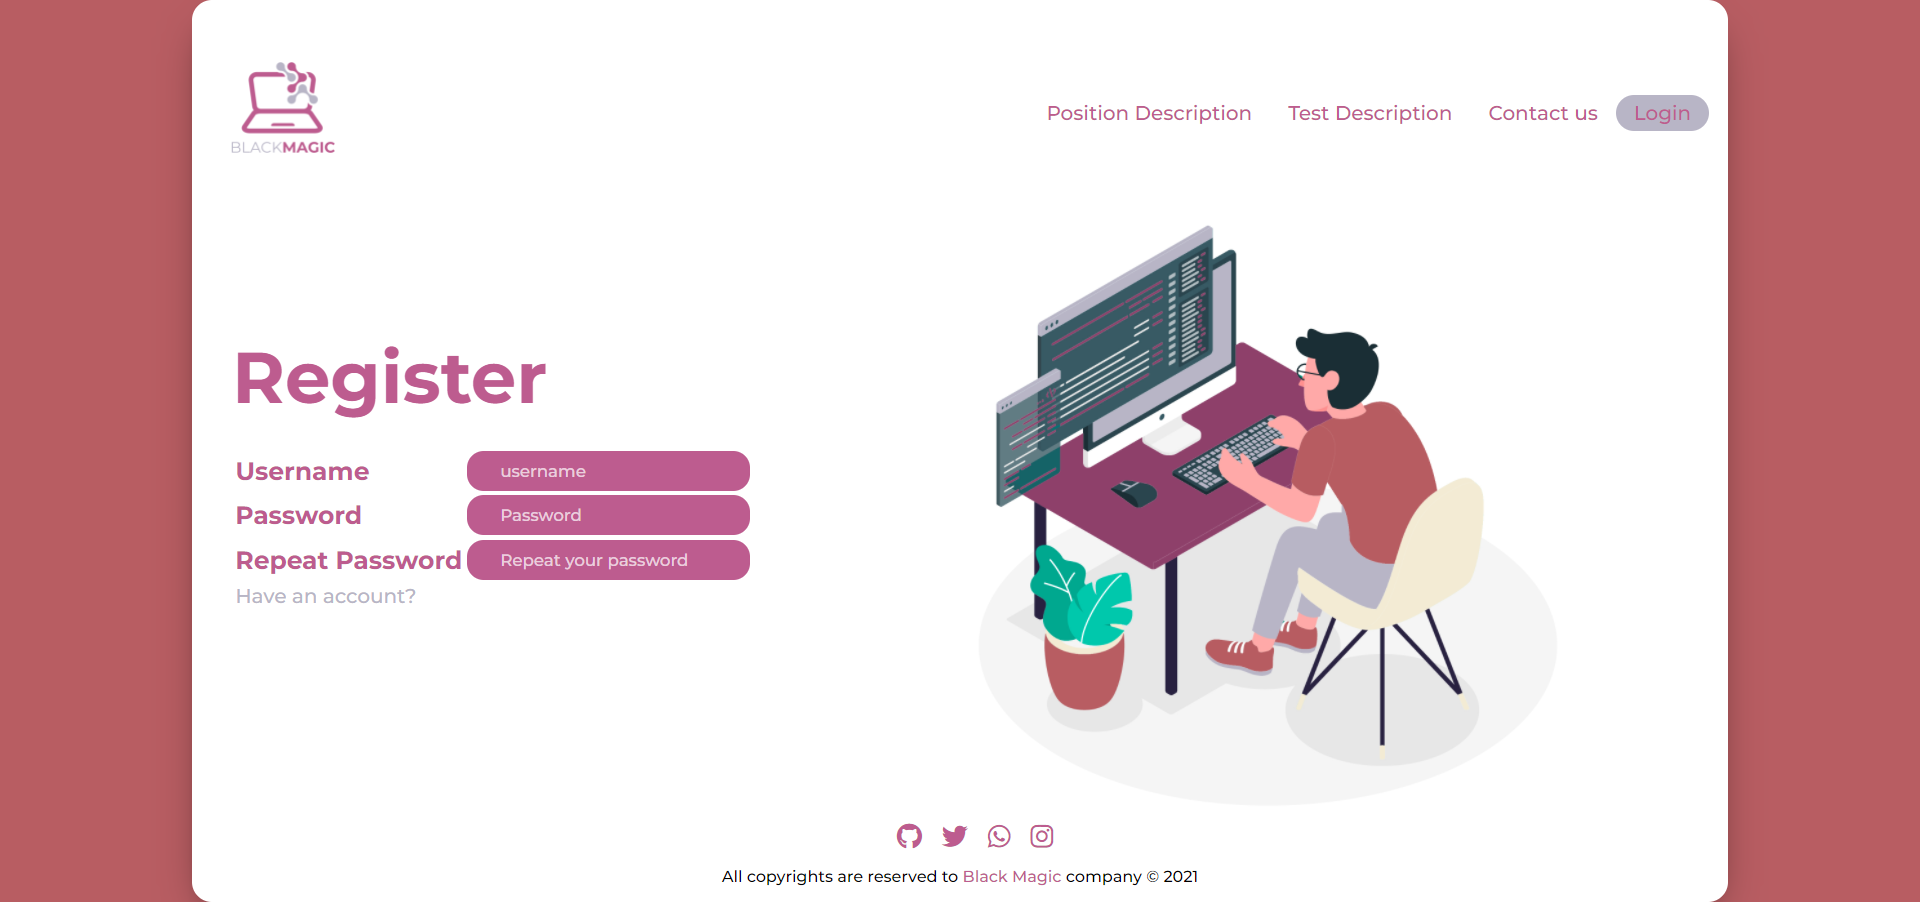 BLACKMAGIC
Position Description Test Description Contact us Login
Register
Username username
Password Password
Repeat Password Repeat your password
Have an account?
All copyrights are reserved to Black Magic company © 2021